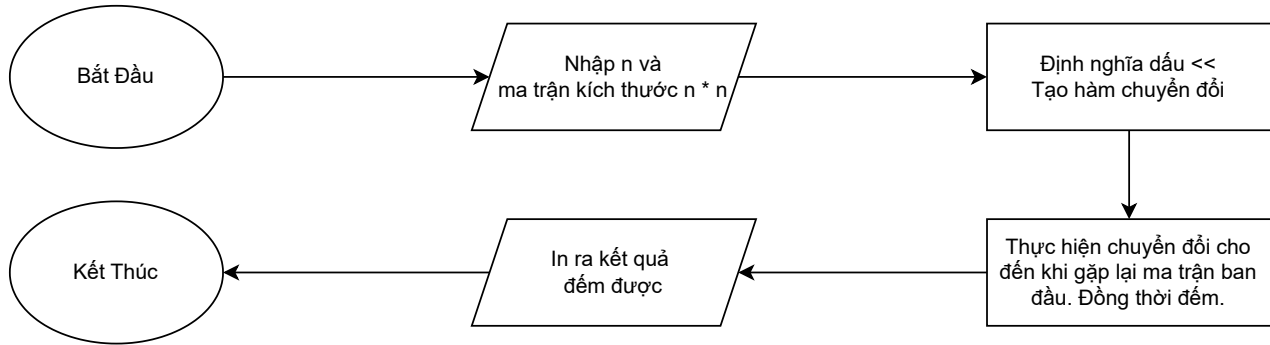 Bắt Đầu
Nhập n và
ma trận kích thước n * n
Định nghĩa dấu <<
Tạo hàm chuyển đổi
Thực hiện chuyển đổi cho
đến khi gặp lại ma trận ban
đầu. Đồng thời đếm.
In ra kết quả
đếm được
Kết Thúc